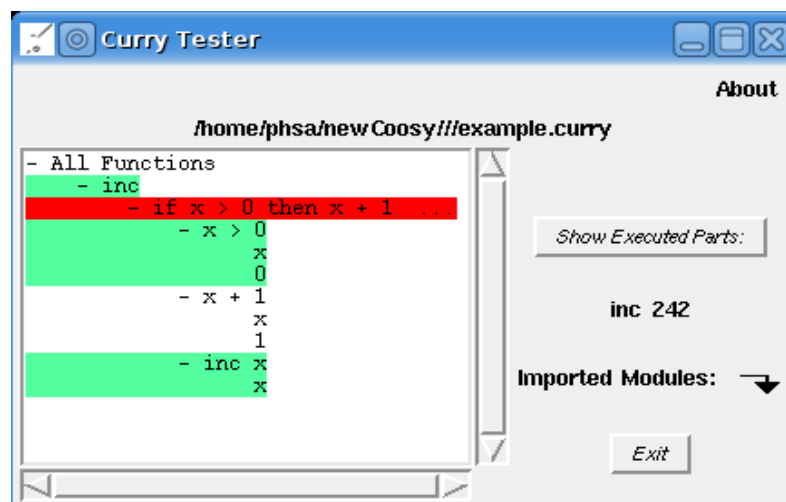 Curry Tester
About
/home/phsa/newCoosy///example.curry
- All Functions
- inc
- if x > 0 then x + 1 ...
- x > 0
x
0
- x + 1
x
1
- inc x
x
Show Executed Parts:
inc 242
Imported Modules:
Exit